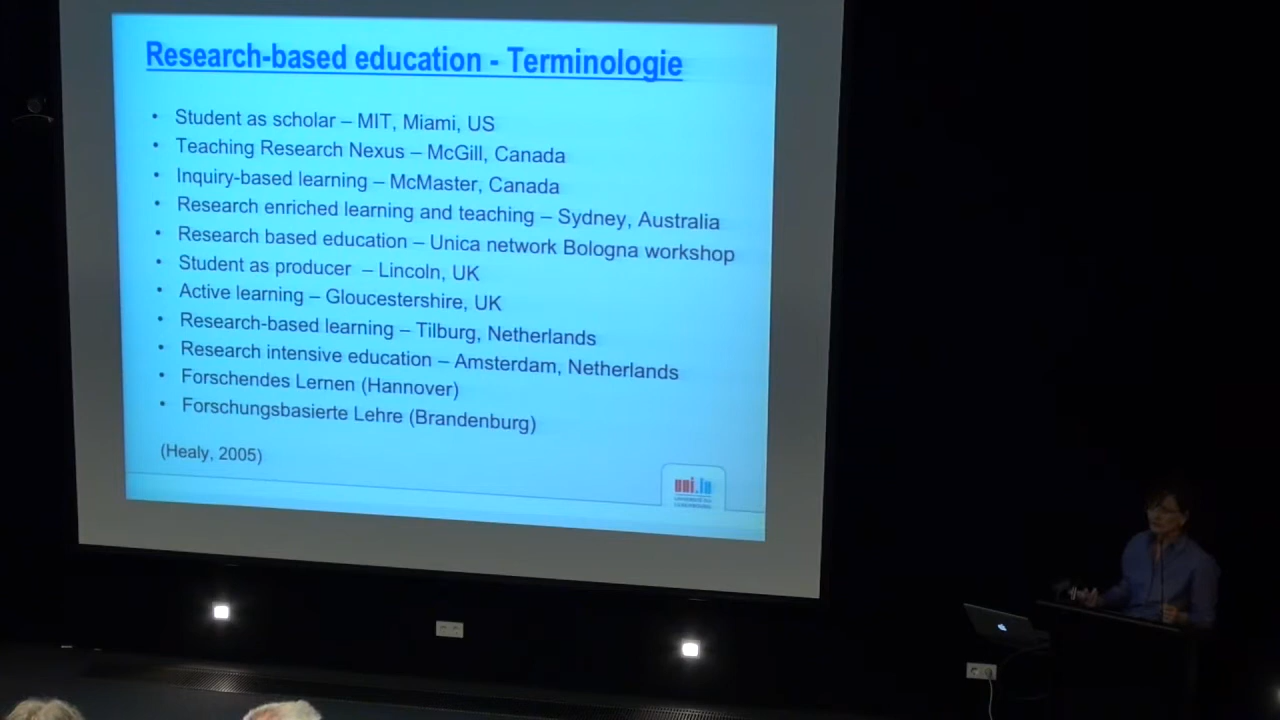 Research-based education - Terminologie
• Student as scholar – MIT, Miami, US
• Teaching Research Nexus – McGill, Canada
• Inquiry-based learning – McMaster, Canada
• Research enriched learning and teaching – Sydney, Australia
• Research based education – Unica network Bologna workshop
• Student as producer – Lincoln, UK
• Active learning – Gloucestershire, UK
• Research-based learning – Tilburg, Netherlands
• Research intensive education – Amsterdam, Netherlands
• Forschendes Lernen (Hannover)
• Forschungsbasierte Lehre (Brandenburg)
(Healy, 2005)
uni.lu